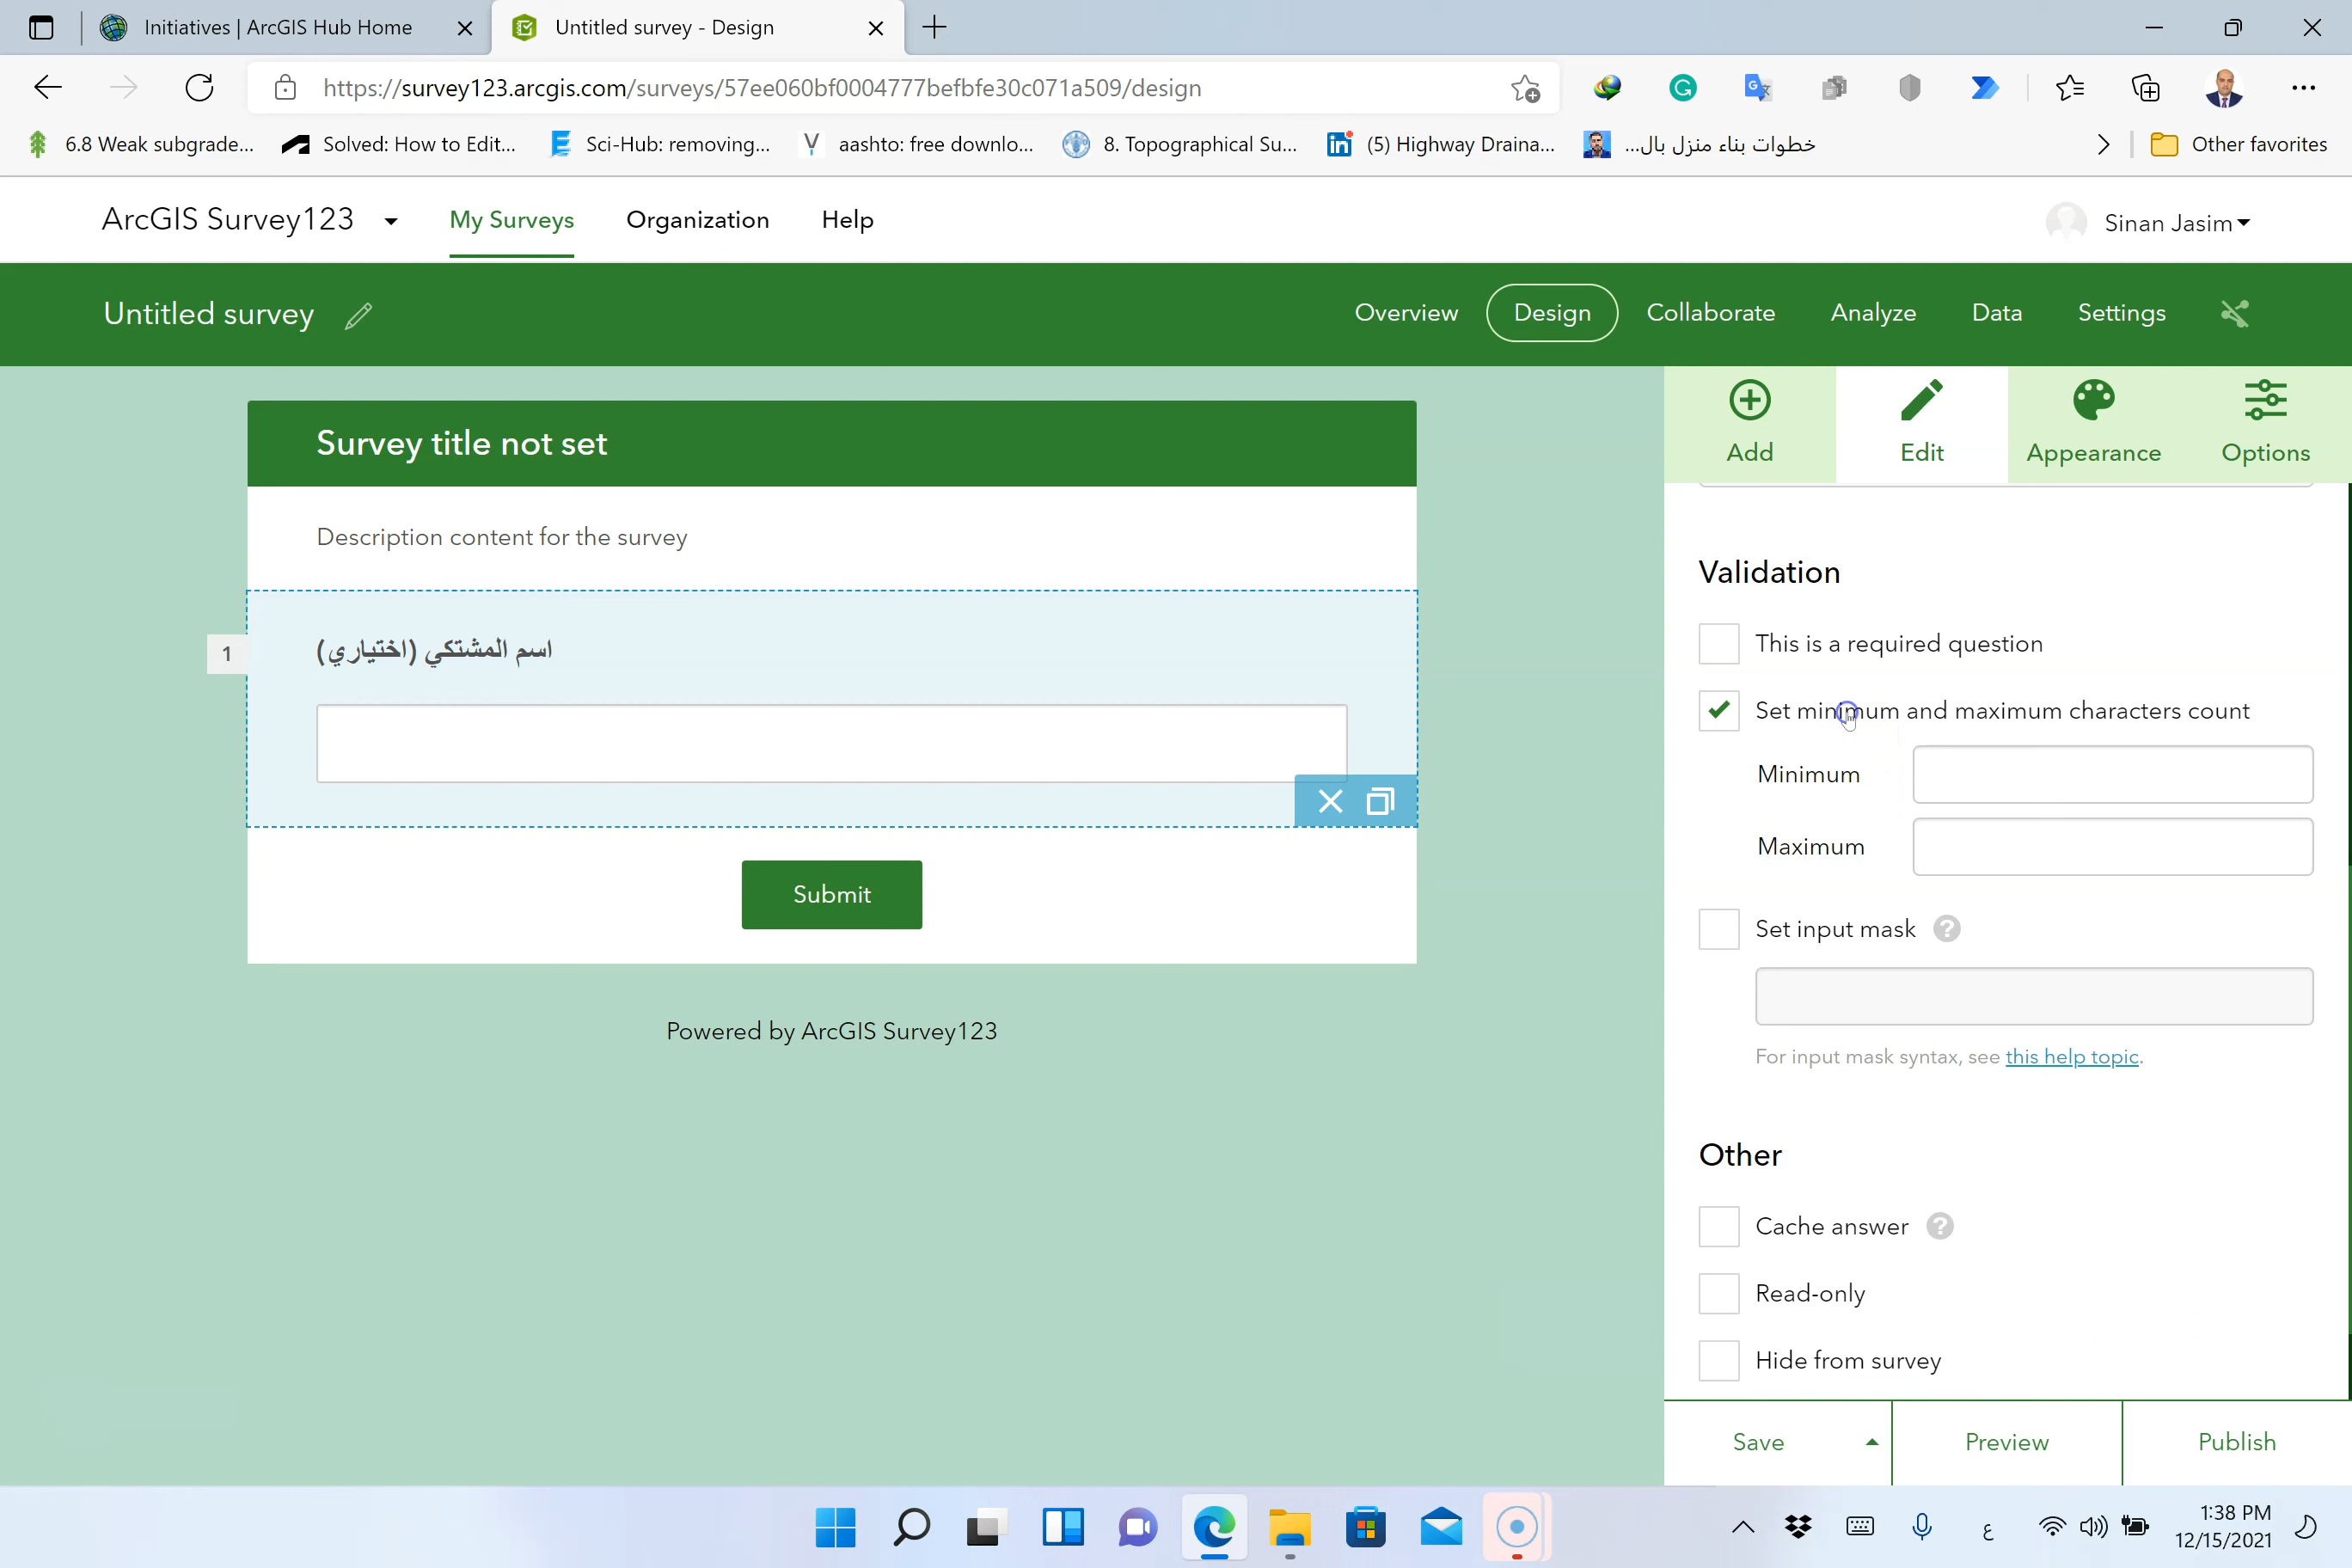 Initiatives | ArcGIS Hub Home
Untitled survey - Design
https://survey123.arcgis.com/surveys/57ee060bf0004777befbfe30c071a509/design
6.8 Weak subgrade...
Solved: How to Edit...
Sci-Hub: removing...
aashto: free downlo...
8. Topographical Su...
(5) Highway Draina...
خطوات بناء منزل بال...
Other favorites
ArcGIS Survey123
My Surveys
Organization
Help
Sinan Jasim
Untitled survey
Overview
Design
Collaborate
Analyze
Data
Settings
Add
Edit
Appearance
Options
Survey title not set
Description content for the survey
1
اسم المشتكي (اختياري)
Submit
Powered by ArcGIS Survey123
Validation
This is a required question
Set minimum and maximum characters count
Minimum
Maximum
Set input mask ?
For input mask syntax, see this help topic.
Other
Cache answer ?
Read-only
Hide from survey
Save
Preview
Publish
ع
1:38 PM
12/15/2021